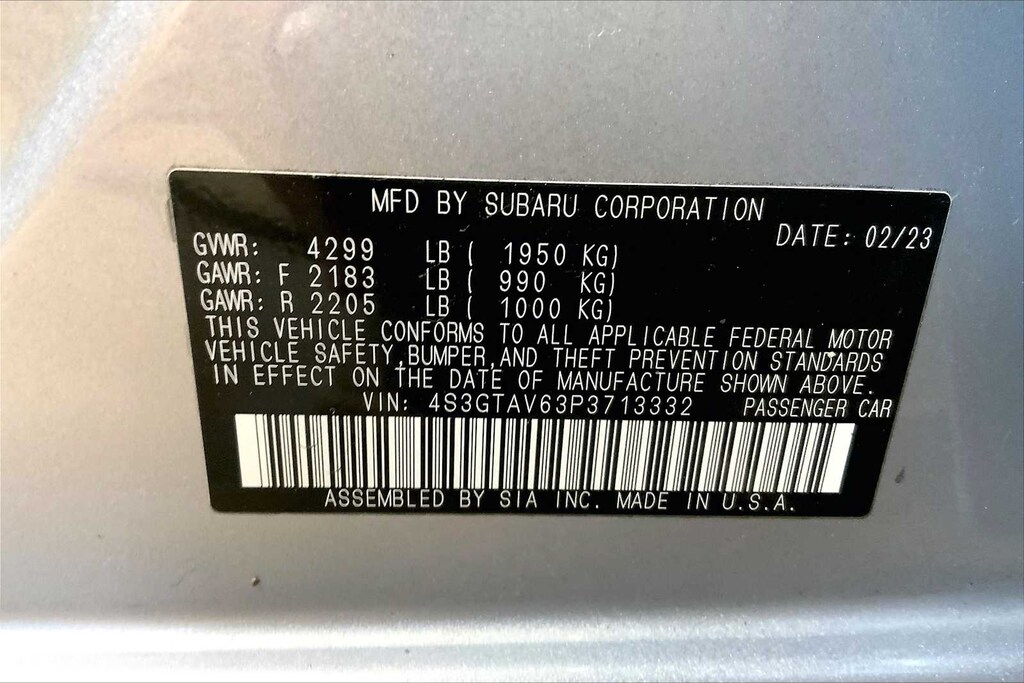 MFD BY SUBARU CORPORATION
DATE: 02/23
GVWR: 4299 LB ( 1950 KG)
GAWR: F 2183 LB ( 990 KG)
GAWR: R 2205 LB ( 1000 KG)
THIS VEHICLE CONFORMS TO ALL APPLICABLE FEDERAL MOTOR
VEHICLE SAFETY,BUMPER,AND THEFT PREVENTION STANDARDS
IN EFFECT ON THE DATE OF MANUFACTURE SHOWN ABOVE.
VIN: 4S3GTAV63P3713332 PASSENGER CAR
ASSEMBLED BY SIA INC. MADE IN U.S.A.